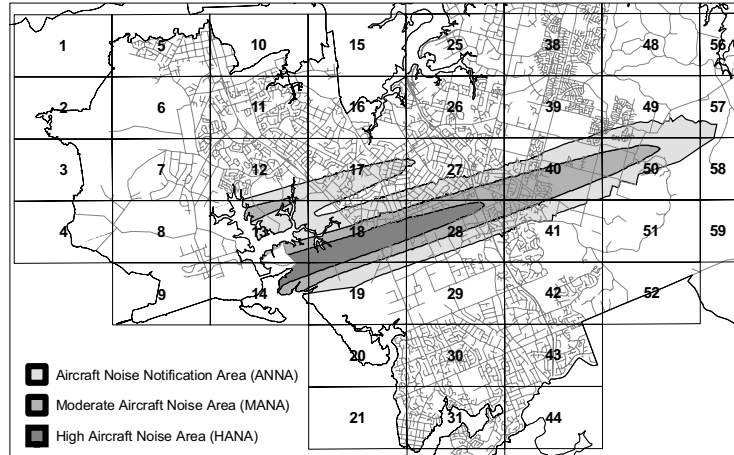 1 5 10 15 25 38 48 56
2 6 11 16 26 39 49 57
3 7 12 17 27 40 50 58
4 8 13 18 28 41 51 59
9 14 19 29 42 52
20 30 43
Aircraft Noise Notification Area (ANNA)
Moderate Aircraft Noise Area (MANA)
21 31 44
High Aircraft Noise Area (HANA)